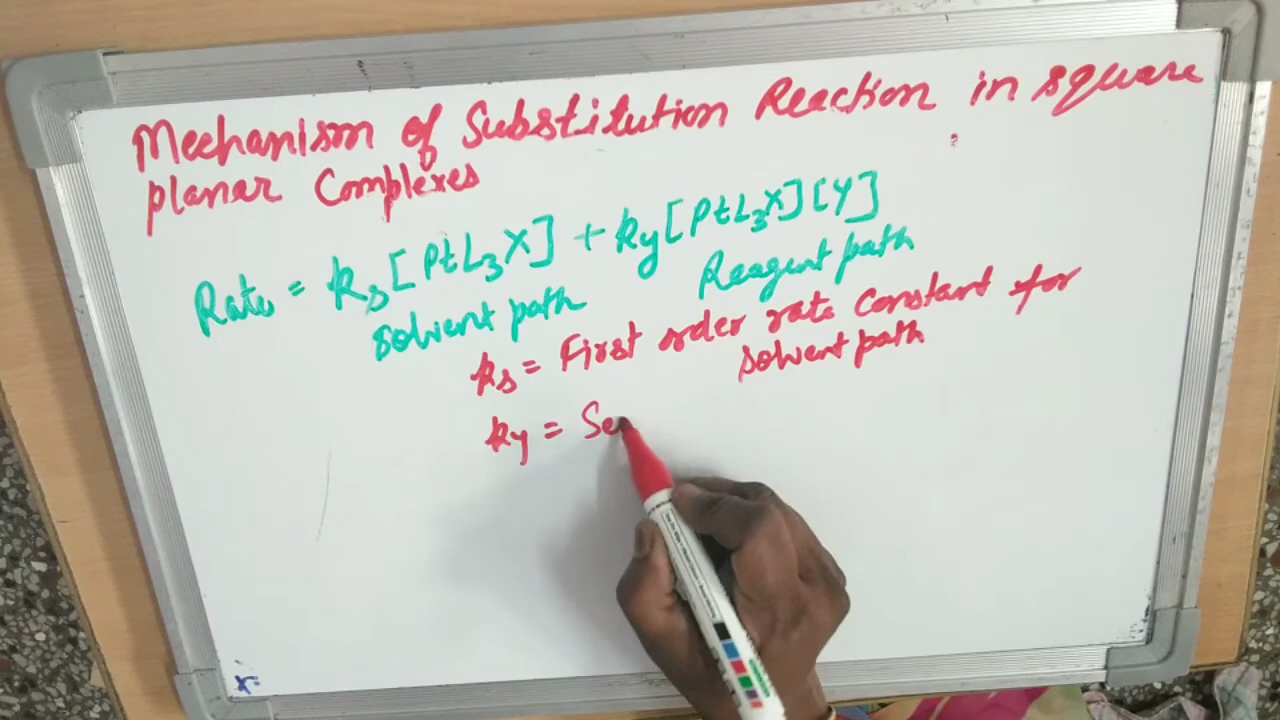 Mechanism of Substitution Reaction in square
planar Complexes
Rate = ks[PtL3X] + ky[PtL3X][Y]
solvent path Reagent path
ks = First order rate Constant for
solvent path
ky = Se
x: